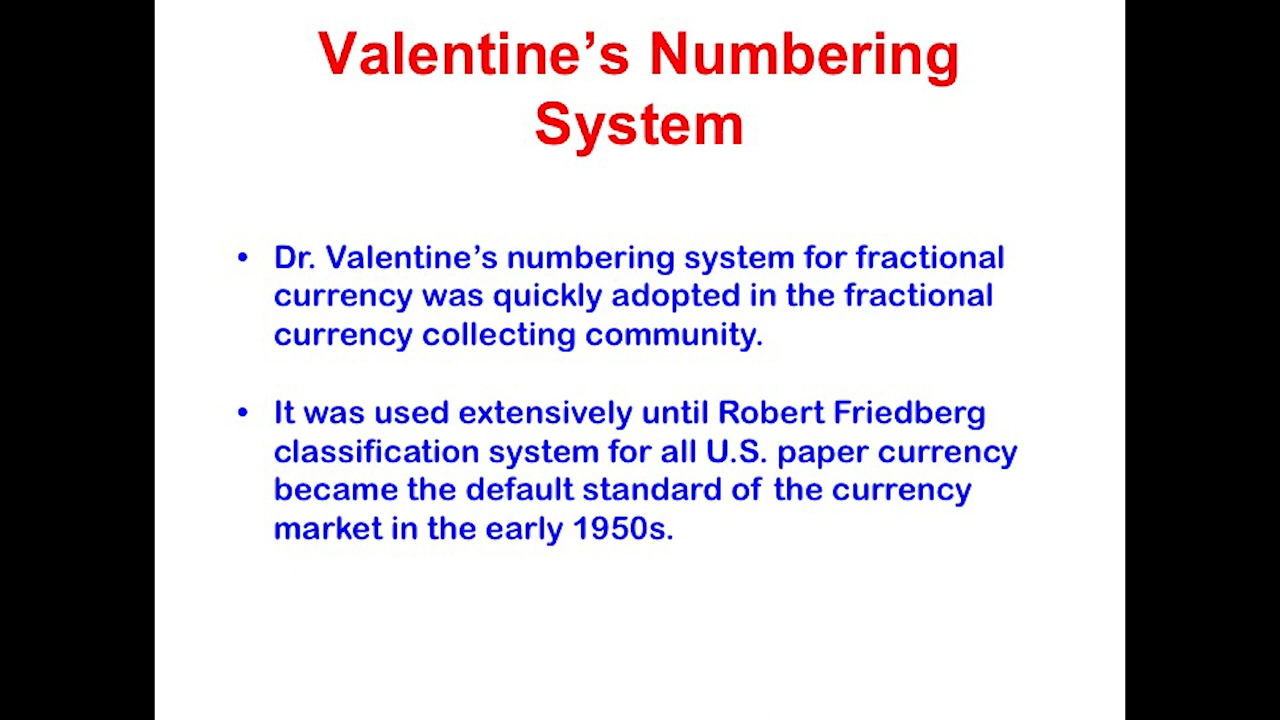 Valentine’s Numbering
System
• Dr. Valentine’s numbering system for fractional
currency was quickly adopted in the fractional
currency collecting community.
• It was used extensively until Robert Friedberg
classification system for all U.S. paper currency
became the default standard of the currency
market in the early 1950s.